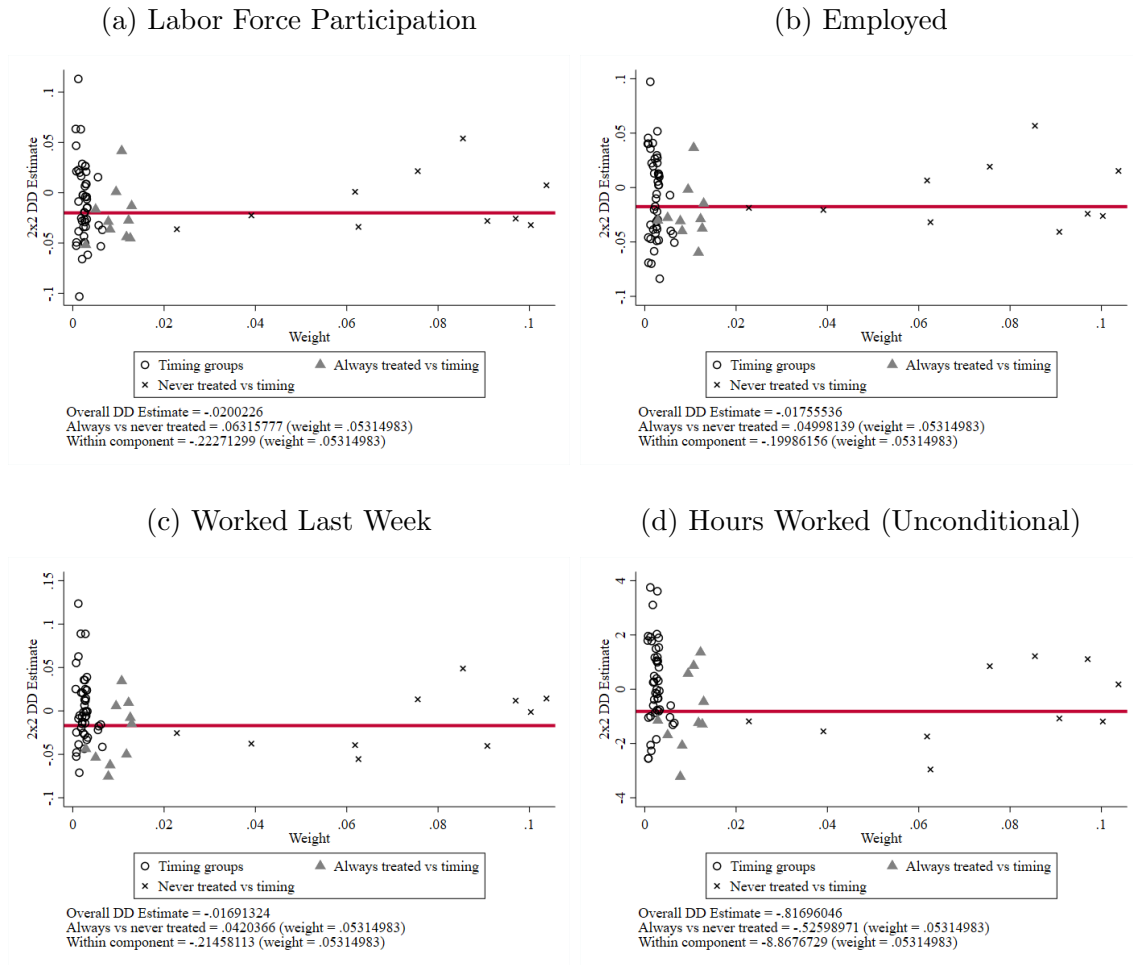 (a) Labor Force Participation
2x2 DD Estimate
.1
.05
0
-.05
-.1
0
.02
.04
.06
.08
.1
Weight
Timing groups
Always treated vs timing
Never treated vs timing
Overall DD Estimate = -.0200226
Always vs never treated = .06315777 (weight = .05314983)
Within component = -.22271299 (weight = .05314983)
(b) Employed
2x2 DD Estimate
.1
.05
0
-.05
-.1
0
.02
.04
.06
.08
.1
Weight
Timing groups
Always treated vs timing
Never treated vs timing
Overall DD Estimate = -.01755536
Always vs never treated = .04998139 (weight = .05314983)
Within component = -.19986156 (weight = .05314983)
(c) Worked Last Week
2x2 DD Estimate
.15
.1
.05
0
-.05
-.1
0
.02
.04
.06
.08
.1
Weight
Timing groups
Always treated vs timing
Never treated vs timing
Overall DD Estimate = -.01691324
Always vs never treated = .0420366 (weight = .05314983)
Within component = -.21458113 (weight = .05314983)
(d) Hours Worked (Unconditional)
2x2 DD Estimate
4
2
0
-2
-4
0
.02
.04
.06
.08
.1
Weight
Timing groups
Always treated vs timing
Never treated vs timing
Overall DD Estimate = -.81696046
Always vs never treated = -.52598971 (weight = .05314983)
Within component = -8.8676729 (weight = .05314983)